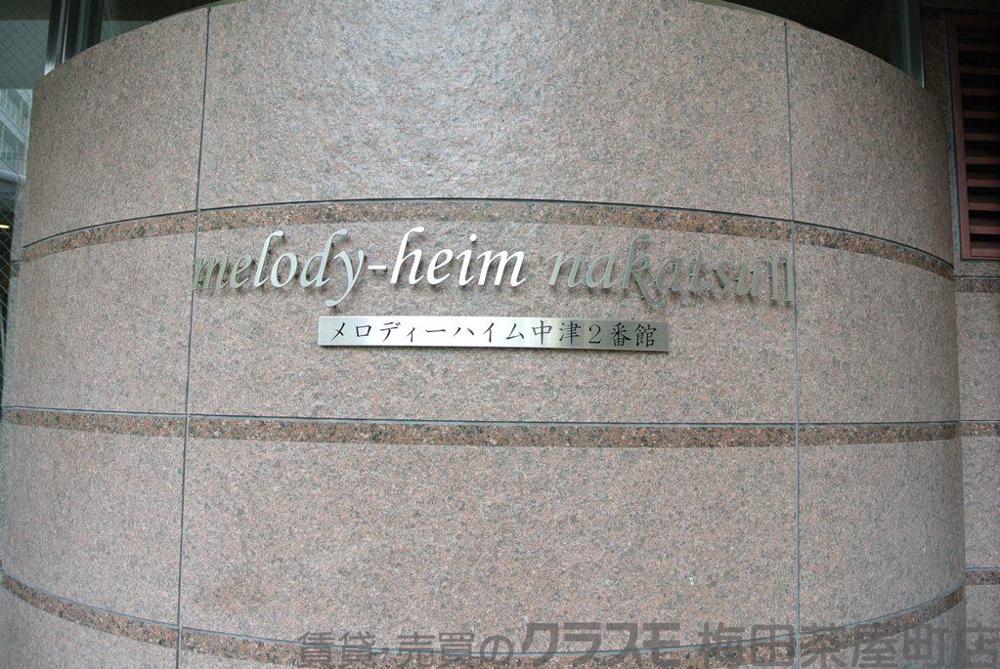 melody-heim nakatsu II
メロディーハイム中津2番館
賃貸・売買のクラスモ 梅田茶屋町店